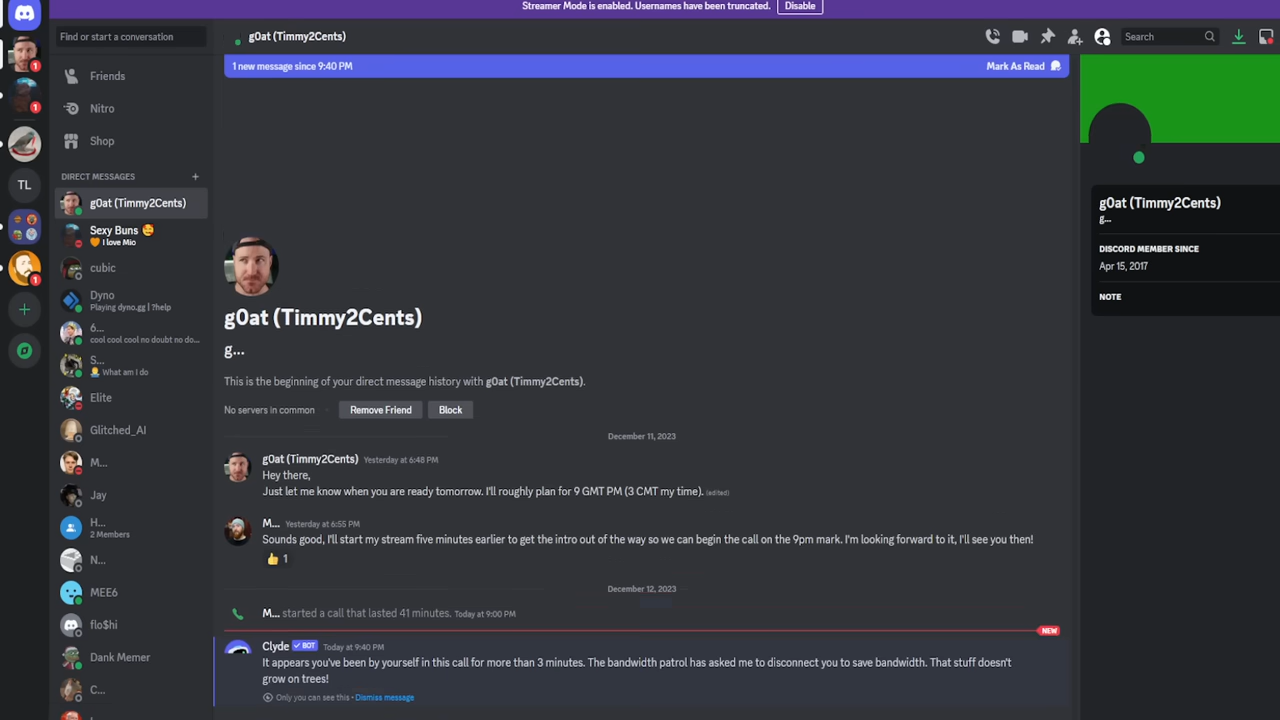 Streamer Mode is enabled. Usernames have been truncated. Disable
Find or start a conversation
g0at (Timmy2Cents)
Search
1
1 new message since 9:40 PM
Mark As Read
Friends
1
Nitro
Shop
DIRECT MESSAGES +
TL
g0at (Timmy2Cents)
g0at (Timmy2Cents)
g...
Sexy Buns 🥰
🧡 I love Mio
DISCORD MEMBER SINCE
Apr 15, 2017
1
cubic
NOTE
Dyno
Playing dyno.gg | ?help
g0at (Timmy2Cents)
6...
cool cool cool no doubt no do...
g...
S...
🤷‍♂️ What am I do
This is the beginning of your direct message history with g0at (Timmy2Cents).
Elite
No servers in common
Remove Friend
Block
Glitched_AI
December 11, 2023
M...
g0at (Timmy2Cents) Yesterday at 6:48 PM
Hey there,
Just let me know when you are ready tomorrow. I'll roughly plan for 9 GMT PM (3 CMT my time). (edited)
Jay
H...
2 Members
M... Yesterday at 6:55 PM
Sounds good, I'll start my stream five minutes earlier to get the intro out of the way so we can begin the call on the 9pm mark. I'm looking forward to it, I'll see you then!
👍 1
N...
MEE6
December 12, 2023
M... started a call that lasted 41 minutes. Today at 9:00 PM
flo$hi
NEW
Clyde ✓ BOT Today at 9:40 PM
It appears you've been by yourself in this call for more than 3 minutes. The bandwidth patrol has asked me to disconnect you to save bandwidth. That stuff doesn't
grow on trees!
Dank Memer
C...
Only you can see this • Dismiss message